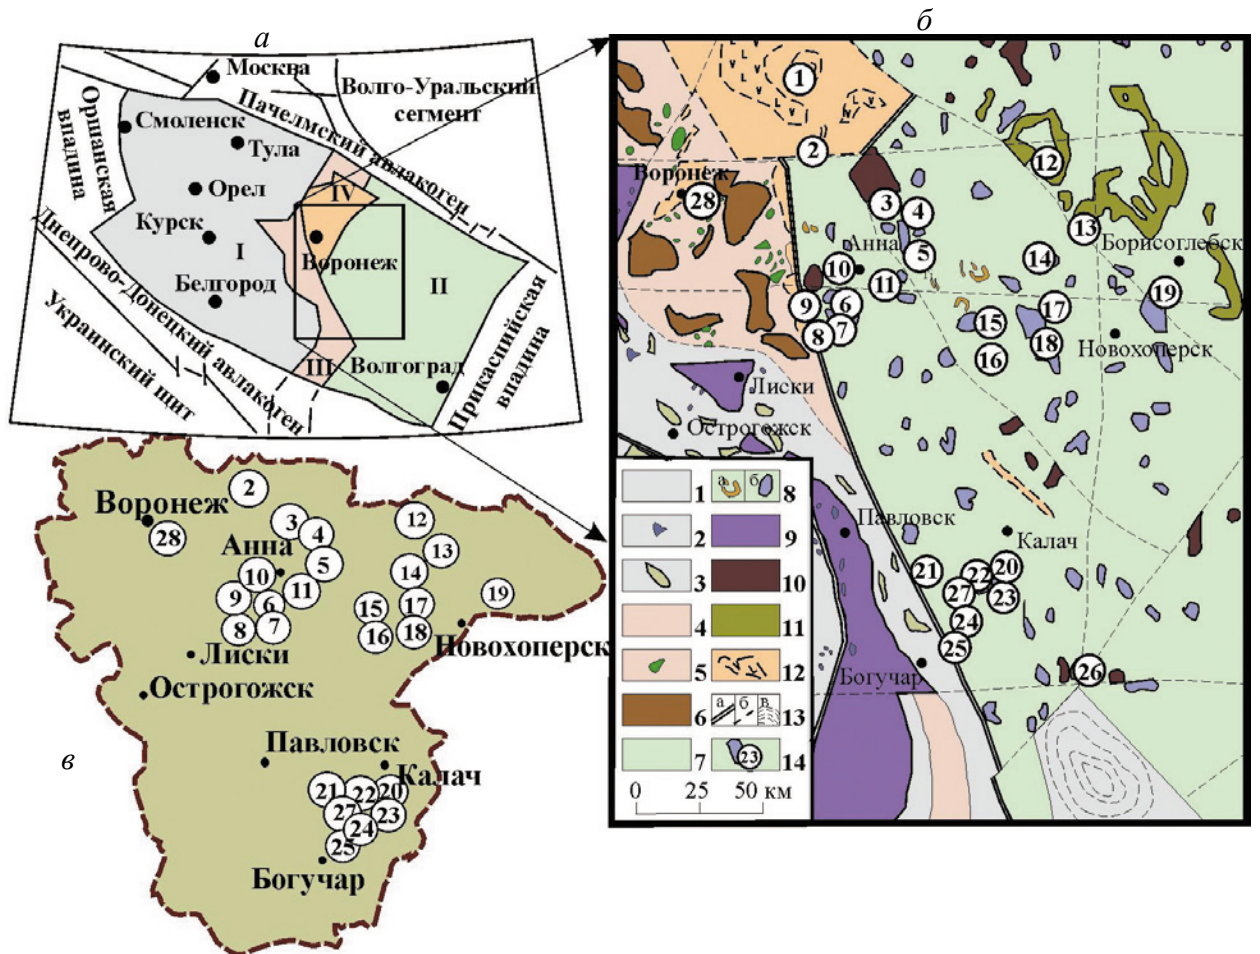 а
Москва
Волго-Уральский
сегмент
Оршанская
впадина
Смоленск
Пачелмский авлакоген
Тула
Орел
IV
Курск
I
Воронеж
II
Белгород
Днепрово-Донецкий авлакоген
Украинский щит
III
Волгоград
Прикаспийская
впадина
б
1
2
Воронеж
28
12
3
4
13
Анна
5
Борисоглебск
10
14
11
19
9
6
17
15
8
7
18
Новохоперск
16
Лиски
Острогожск
Павловск
Калач
21
22
20
27
23
24
25
Богучар
26
1
а
б
8
2
9
3
10
4
11
5
12
6
а
б
в
13
7
23
14
0
25
50 км
в
2
Воронеж
28
3
4
12
Анна
5
13
10
14
9
6
11
15
17
19
8
7
16
18
Новохоперск
Лиски
Острогожск
Павловск
Калач
21
22
20
27
23
24
25
Богучар